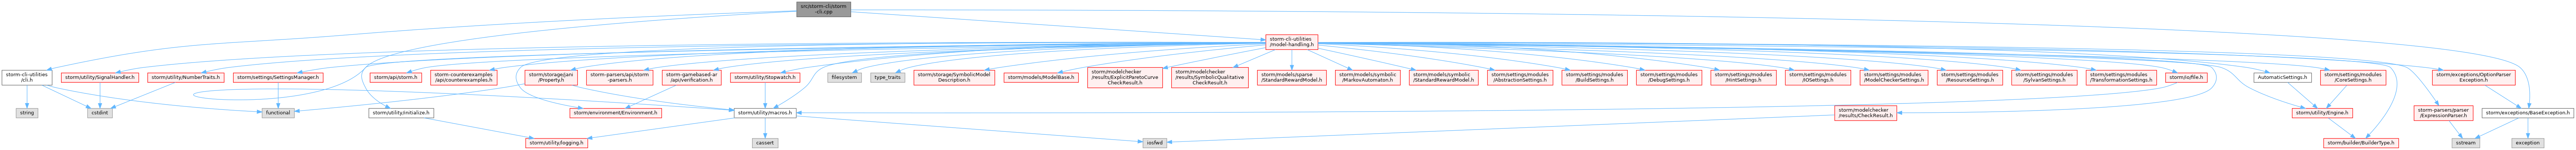 src/storm-cli/storm
-cli.cpp
storm-cli-utilities
/model-handling.h
storm-cli-utilities
/cli.h
storm/utility/SignalHandler.h
storm/utility/NumberTraits.h
storm/settings/SettingsManager.h
storm/api/storm.h
storm-counterexamples
/api/counterexamples.h
storm/storage/jani
/Property.h
storm-parsers/api/storm
-parsers.h
storm-gamebased-ar
/api/verification.h
storm/utility/Stopwatch.h
filesystem
type_traits
storm/storage/SymbolicModel
Description.h
storm/models/ModelBase.h
storm/modelchecker
/results/ExplicitParetoCurve
CheckResult.h
storm/modelchecker
/results/SymbolicQualitative
CheckResult.h
storm/models/sparse
/StandardRewardModel.h
storm/models/symbolic
/MarkovAutomaton.h
storm/models/symbolic
/StandardRewardModel.h
storm/settings/modules
/AbstractionSettings.h
storm/settings/modules
/BuildSettings.h
storm/settings/modules
/DebugSettings.h
storm/settings/modules
/HintSettings.h
storm/settings/modules
/IOSettings.h
storm/settings/modules
/ModelCheckerSettings.h
storm/settings/modules
/ResourceSettings.h
storm/settings/modules
/SylvanSettings.h
storm/settings/modules
/TransformationSettings.h
storm/io/file.h
AutomaticSettings.h
storm/settings/modules
/CoreSettings.h
storm/exceptions/OptionParser
Exception.h
string
cstdint
functional
storm/utility/initialize.h
storm/environment/Environment.h
storm/utility/macros.h
storm/modelchecker
/results/CheckResult.h
storm/utility/Engine.h
storm-parsers/parser
/ExpressionParser.h
storm/exceptions/BaseException.h
storm/utility/logging.h
cassert
iosfwd
storm/builder/BuilderType.h
sstream
exception